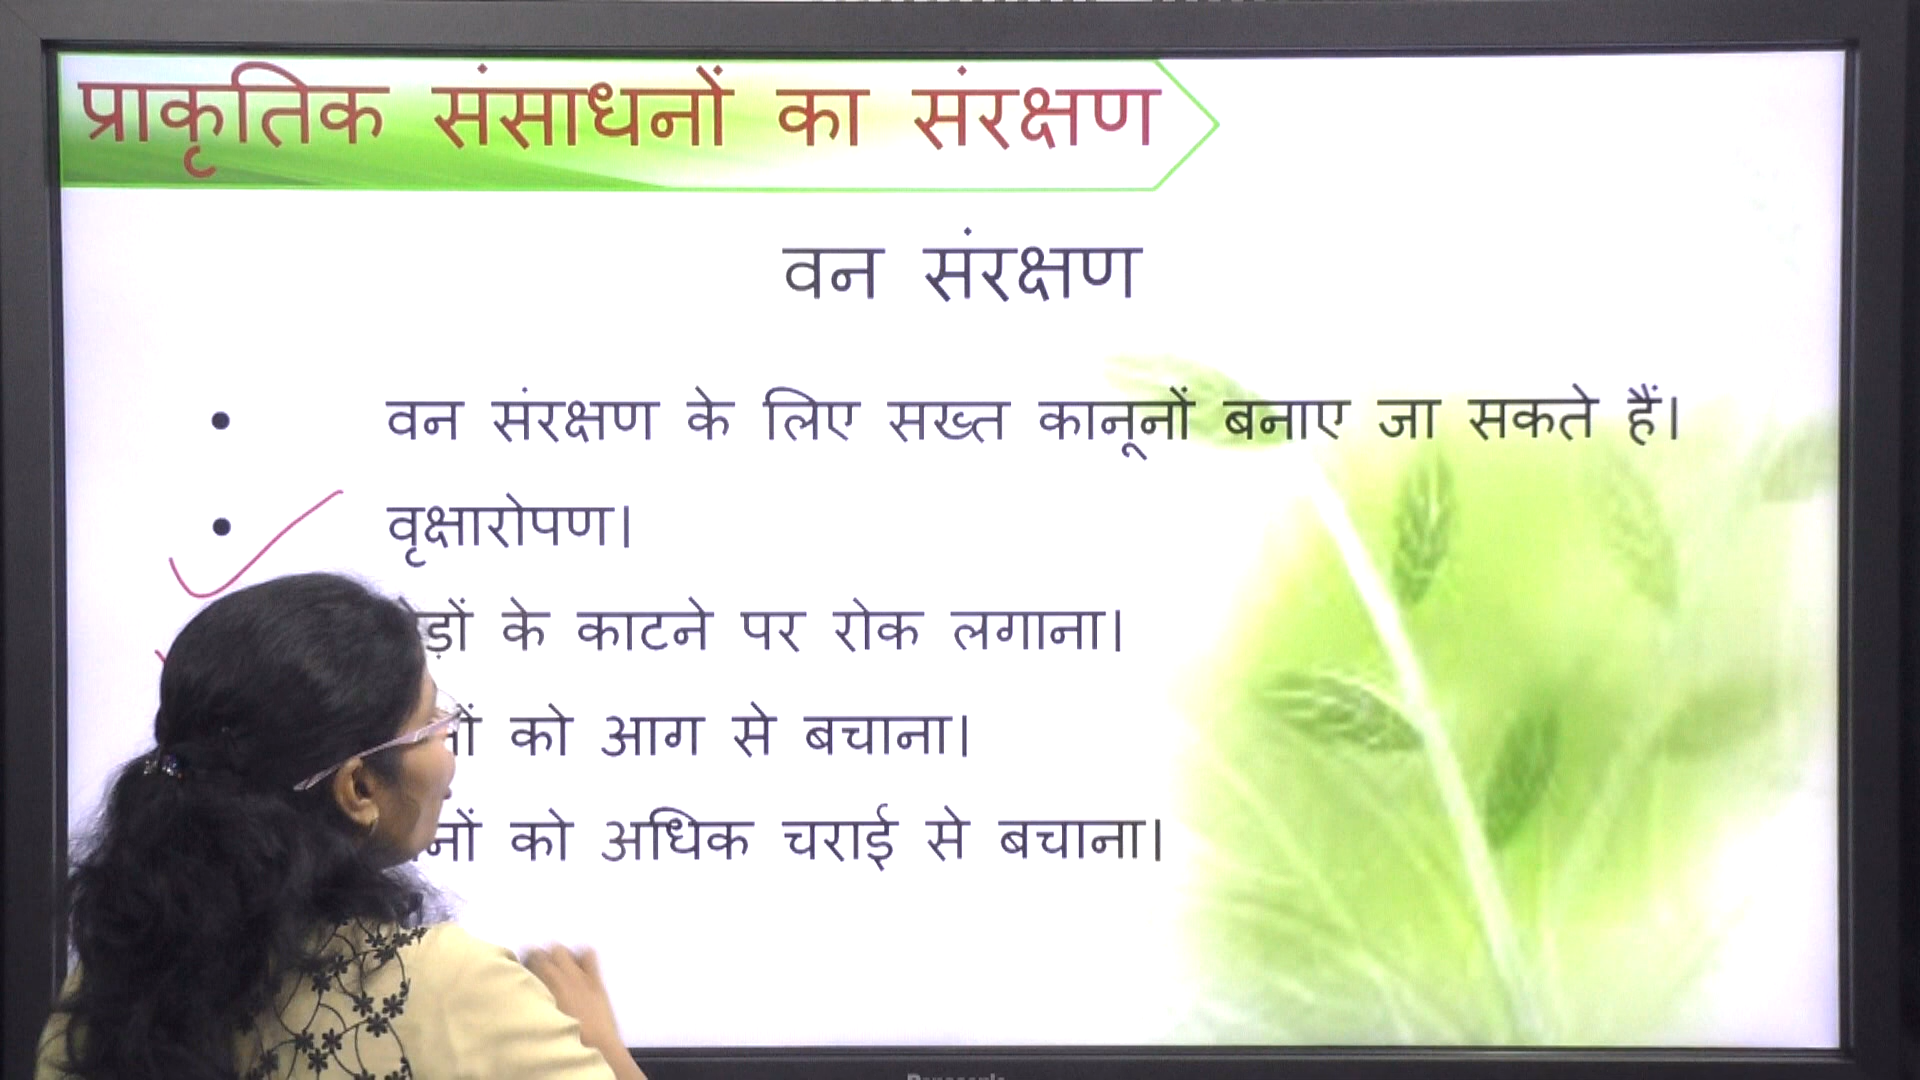 प्राकृतिक संसाधनों का संरक्षण
वन संरक्षण
• वन संरक्षण के लिए सख्त कानूनों बनाए जा सकते हैं।
• वृक्षारोपण।
के काटने पर रोक लगाना।
को आग से बचाना।
को अधिक चराई से बचाना।